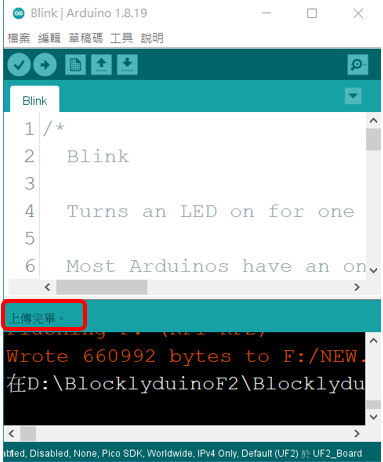 Blink | Arduino 1.8.19
檔案 編輯 草稿碼 工具 說明
Blink
1 /*
2 Blink
3
4 Turns an LED on for one
5
6 Most Arduinos have an on
上傳完畢。
Flashing F: (RPI-RP2)
Wrote 660992 bytes to F:/NEW.
在D:\BlocklyduinoF2\Blocklydu
Disabled, None, Pico SDK, Worldwide, IPv4 Only, Default (UF2) 於 UF2_Board